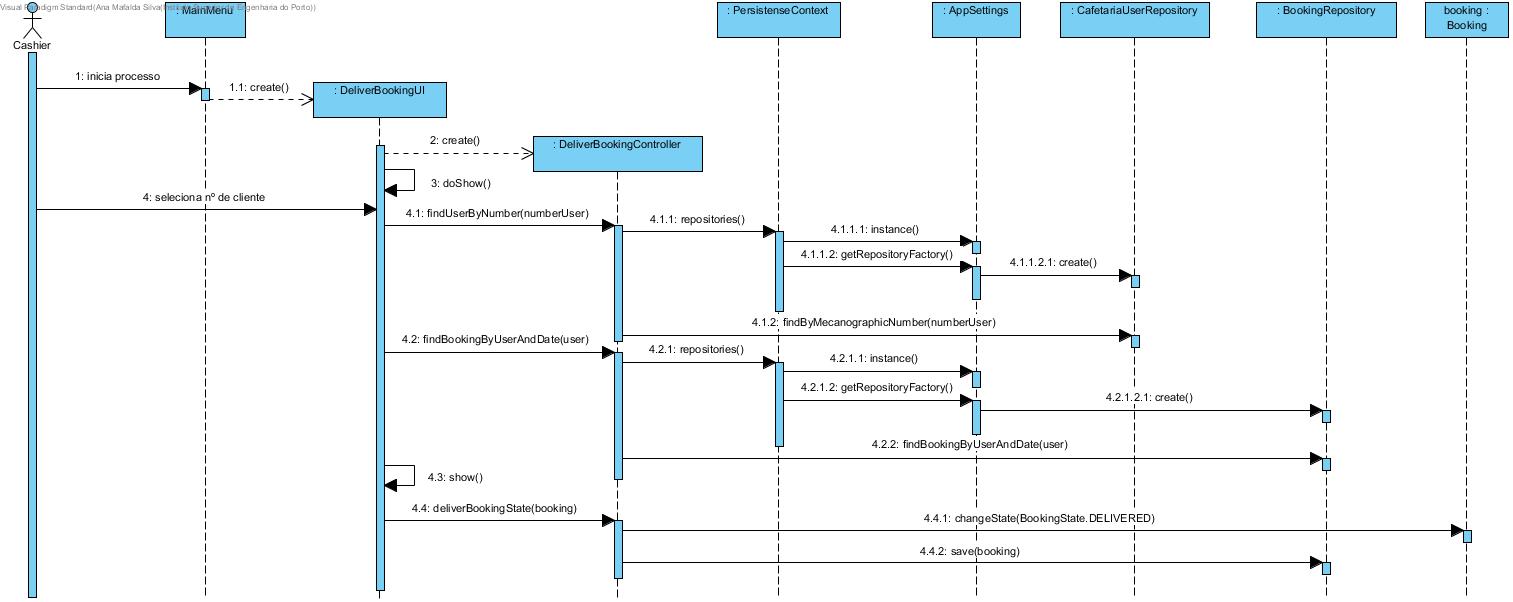 Visual Paradigm Standard(Ana Mafalda Silva(Instituto Superior de Engenharia do Porto))
: MainMenu
: PersistenseContext
: AppSettings
: CafetariaUserRepository
: BookingRepository
booking :
Booking
Cashier
1: inicia processo
1.1: create()
: DeliverBookingUI
2: create()
: DeliverBookingController
3: doShow()
4: seleciona nº de cliente
4.1: findUserByNumber(numberUser)
4.1.1: repositories()
4.1.1.1: instance()
4.1.1.2: getRepositoryFactory()
4.1.1.2.1: create()
4.1.2: findByMecanographicNumber(numberUser)
4.2: findBookingByUserAndDate(user)
4.2.1: repositories()
4.2.1.1: instance()
4.2.1.2: getRepositoryFactory()
4.2.1.2.1: create()
4.2.2: findBookingByUserAndDate(user)
4.3: show()
4.4: deliverBookingState(booking)
4.4.1: changeState(BookingState.DELIVERED)
4.4.2: save(booking)